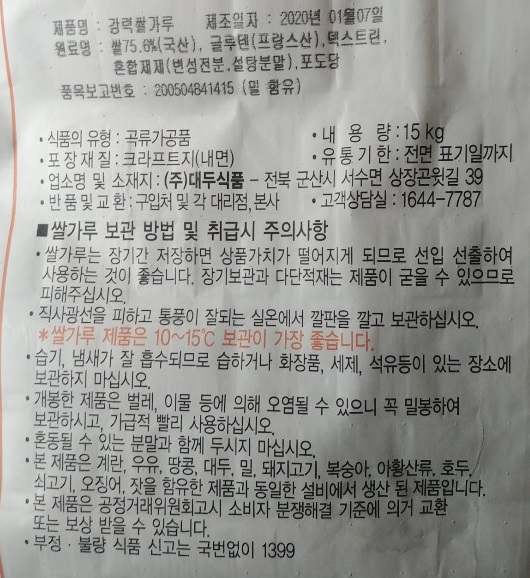 제품명 : 강력쌀가루 제조일자 : 2020년 01월07일
원료명 : 쌀75.6%(국산), 글루텐(프랑스산),덱스트린,
혼합제제(변성전분,설탕분말),포도당
품목보고번호 : 200504841415 (밀 함유)
• 식품의 유형 : 곡류가공품 • 내 용 량 : 15 kg
• 포 장 재 질 : 크라프트지(내면) • 유 통 기 한 : 전면 표기일까지
• 업소명 및 소재지 : (주)대두식품 – 전북 군산시 서수면 상장곤윗길 39
• 반 품 및 교 환 : 구입처 및 각 대리점, 본사 • 고객상담실 : 1644-7787
■ 쌀가루 보관 방법 및 취급시 주의사항
• 쌀가루는 장기간 저장하면 상품가치가 떨어지게 되므로 선입 선출하여
사용하는 것이 좋습니다. 장기보관과 다단적재는 제품이 굳을 수 있으므로
피해주십시오.
• 직사광선을 피하고 통풍이 잘되는 실온에서 깔판을 깔고 보관하십시오.
*쌀가루 제품은 10~15℃ 보관이 가장 좋습니다.
• 습기, 냄새가 잘 흡수되므로 습하거나 화장품, 세제, 석유등이 있는 장소에
보관하지 마십시오.
• 개봉한 제품은 벌레, 이물 등에 의해 오염될 수 있으니 꼭 밀봉하여
보관하시고, 가급적 빨리 사용하십시오.
• 혼동될 수 있는 분말과 함께 두시지 마십시오.
• 본 제품은 계란, 우유, 땅콩, 대두, 밀, 돼지고기, 복숭아, 아황산류, 호두,
쇠고기, 오징어, 잣을 함유한 제품과 동일한 설비에서 생산 된 제품입니다.
• 본 제품은 공정거래위원회고시 소비자 분쟁해결 기준에 의거 교환
또는 보상 받을 수 있습니다.
• 부정 · 불량 식품 신고는 국번없이 1399